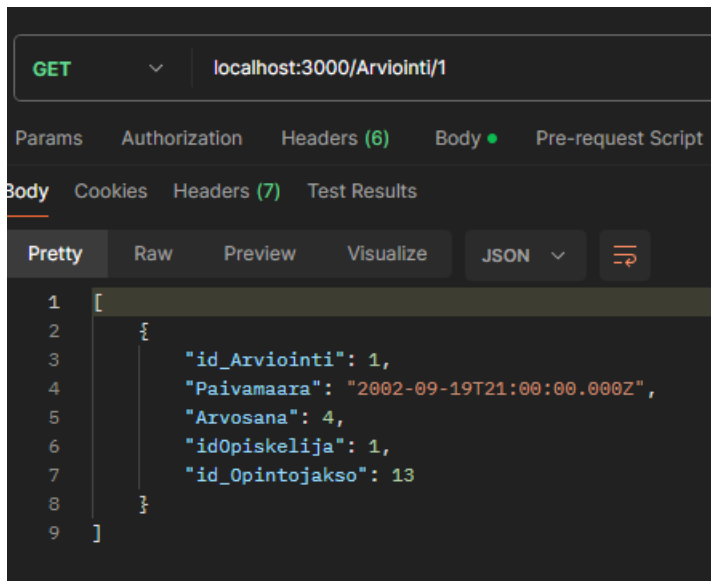 GET localhost:3000/Arviointi/1
Params Authorization Headers (6) Body Pre-request Script
Body Cookies Headers (7) Test Results
Pretty Raw Preview Visualize JSON
1 [
2 {
3 "id_Arviointi": 1,
4 "Paivamaara": "2002-09-19T21:00:00.000Z",
5 "Arvosana": 4,
6 "idOpiskelija": 1,
7 "id_Opintojakso": 13
8 }
9 ]